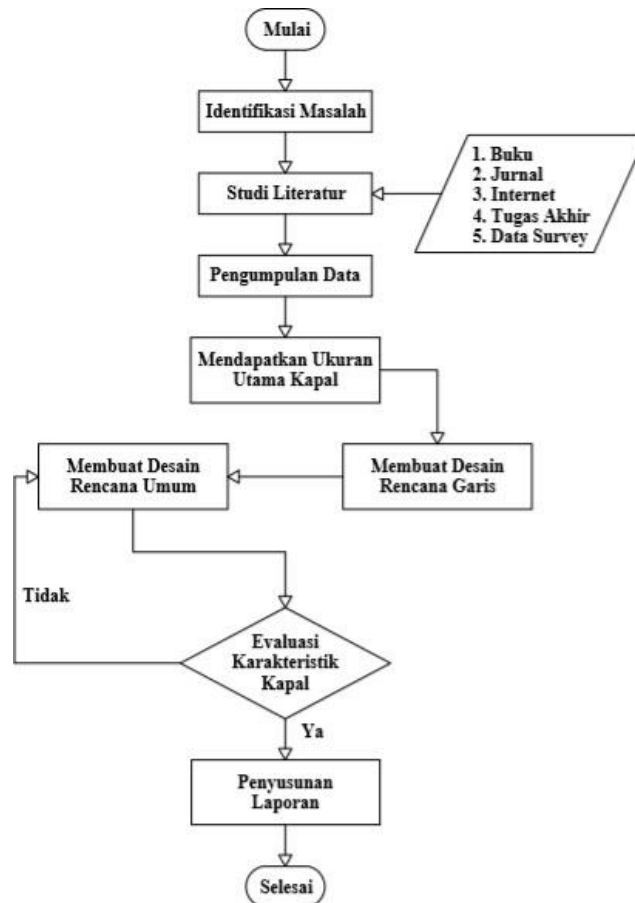 Mulai
Identifikasi Masalah
Studi Literatur
1. Buku
2. Jurnal
3. Internet
4. Tugas Akhir
5. Data Survey
Pengumpulan Data
Mendapatkan Ukuran
Utama Kapal
Membuat Desain
Rencana Umum
Membuat Desain
Rencana Garis
Tidak
Evaluasi
Karakteristik
Kapal
Ya
Penyusunan
Laporan
Selesai